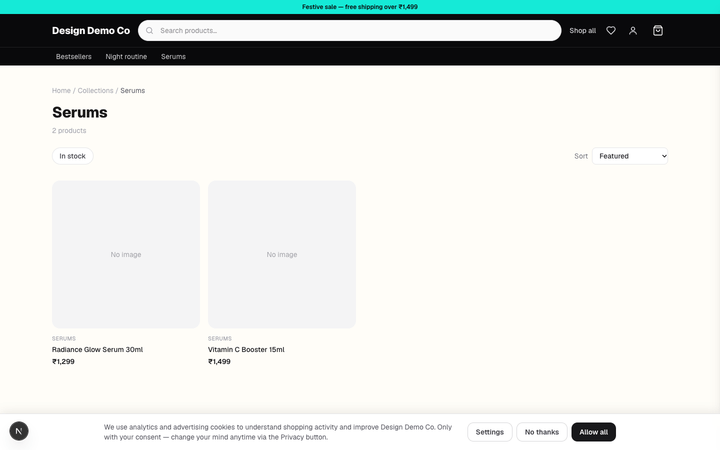 Festive sale — free shipping over ₹1,499
Design Demo Co
Search products...
Shop all
Bestsellers
Night routine
Serums
Home / Collections / Serums
Serums
2 products
In stock
Sort
Featured
No image
No image
SERUMS
Radiance Glow Serum 30ml
₹1,299
SERUMS
Vitamin C Booster 15ml
₹1,499
N
We use analytics and advertising cookies to understand shopping activity and improve Design Demo Co. Only
with your consent — change your mind anytime via the Privacy button.
Settings
No thanks
Allow all